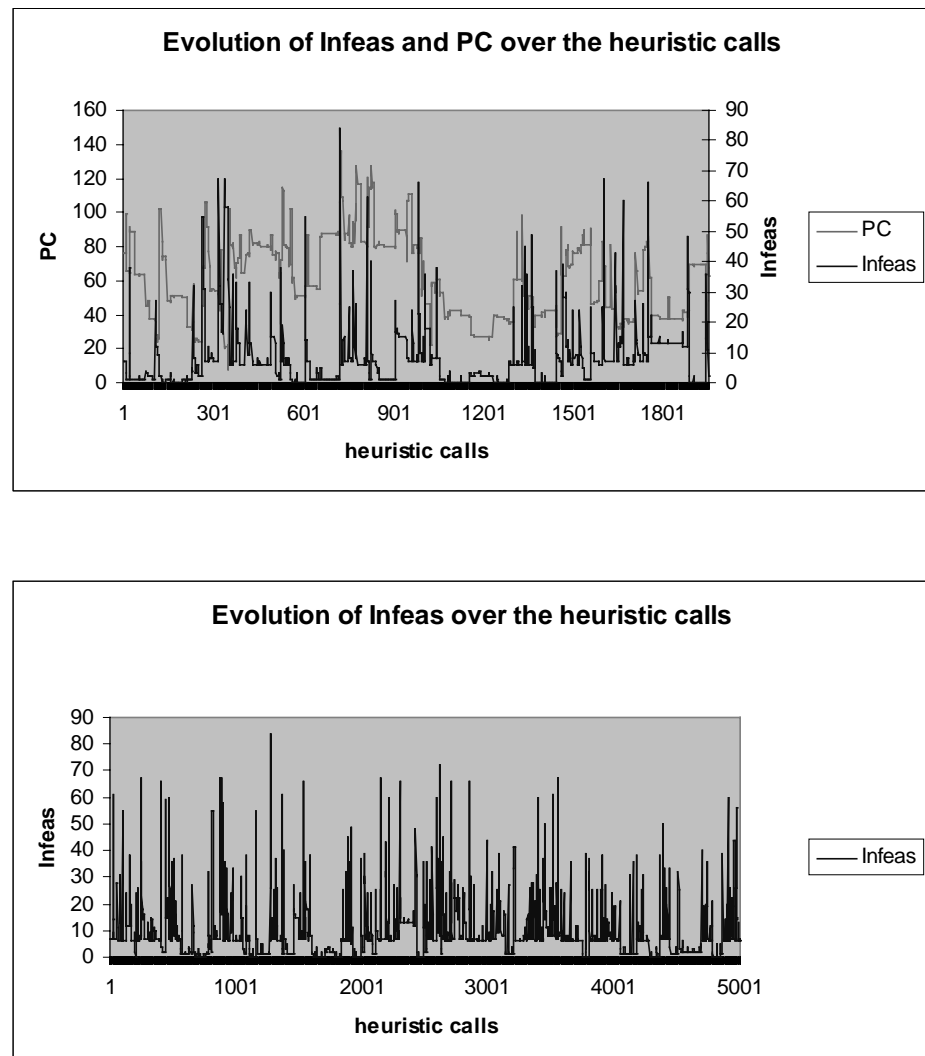 Evolution of Infeas and PC over the heuristic calls
160
140
120
100
80
60
40
20
0
PC
90
80
70
60
50
40
30
20
10
0
Infeas
1 301 601 901 1201 1501 1801
heuristic calls
PC
Infeas
Evolution of Infeas over the heuristic calls
90
80
70
60
50
40
30
20
10
0
Infeas
1 1001 2001 3001 4001 5001
heuristic calls
Infeas